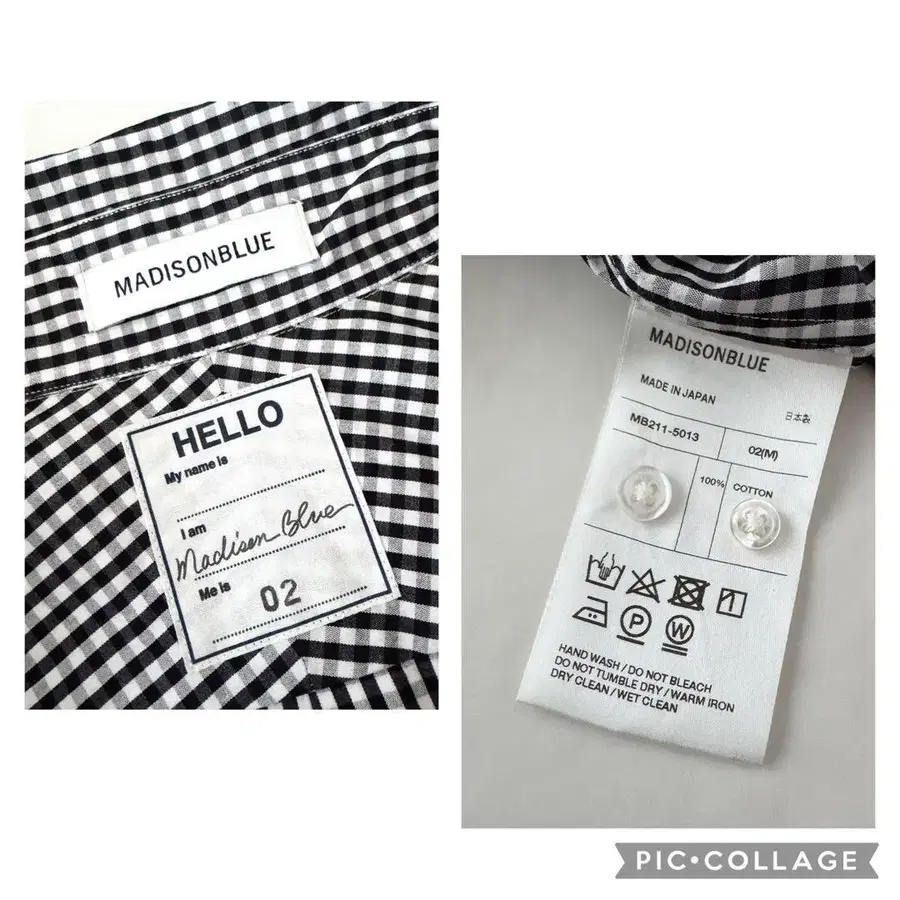 MADISONBLUE
HELLO
My name is
I am
Madison Blue
Me is
02
MADISONBLUE
MADE IN JAPAN
日本製
MB211-5013
02(M)
100% COTTON
P
W
HAND WASH / DO NOT BLEACH
DO NOT TUMBLE DRY / WARM IRON
DRY CLEAN / WET CLEAN
PIC•COLLAGE